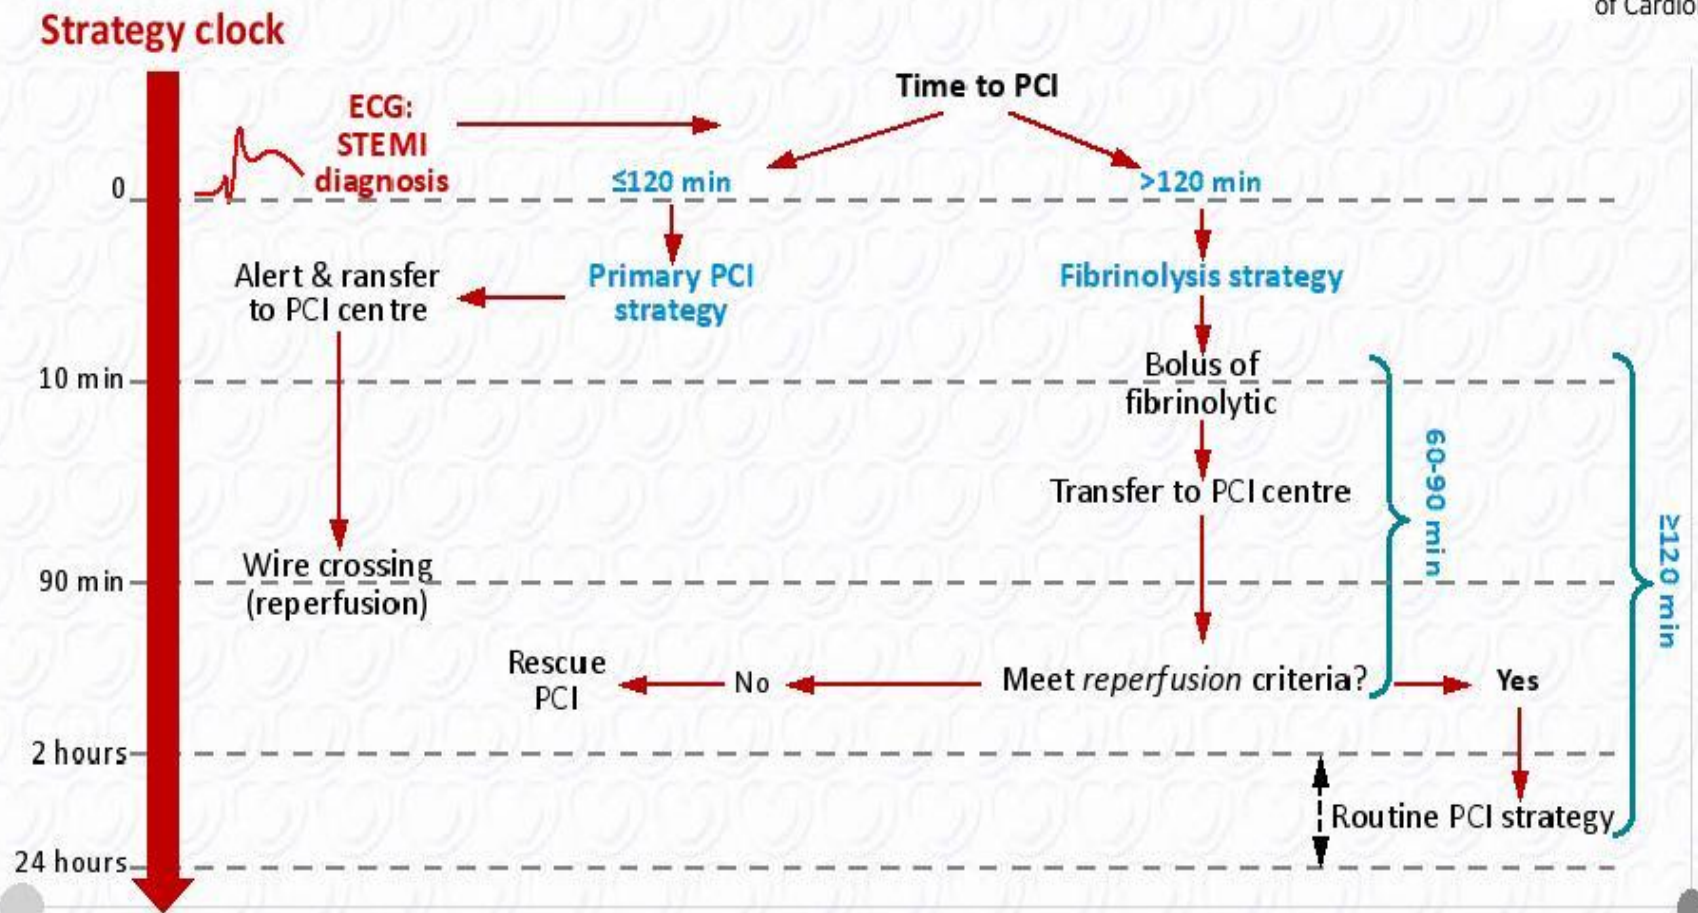 of Cardio
Strategy clock
Time to PCI
ECG:
STEMI
diagnosis
≤120 min
>120 min
0
Alert & ransfer
to PCI centre
Primary PCI
strategy
Fibrinolysis strategy
10 min
Bolus of
fibrinolytic
60-90 min
Transfer to PCI centre
≥120 min
90 min
Wire crossing
(reperfusion)
Rescue
PCI
No
Meet reperfusion criteria?
Yes
2 hours
Routine PCI strategy
24 hours